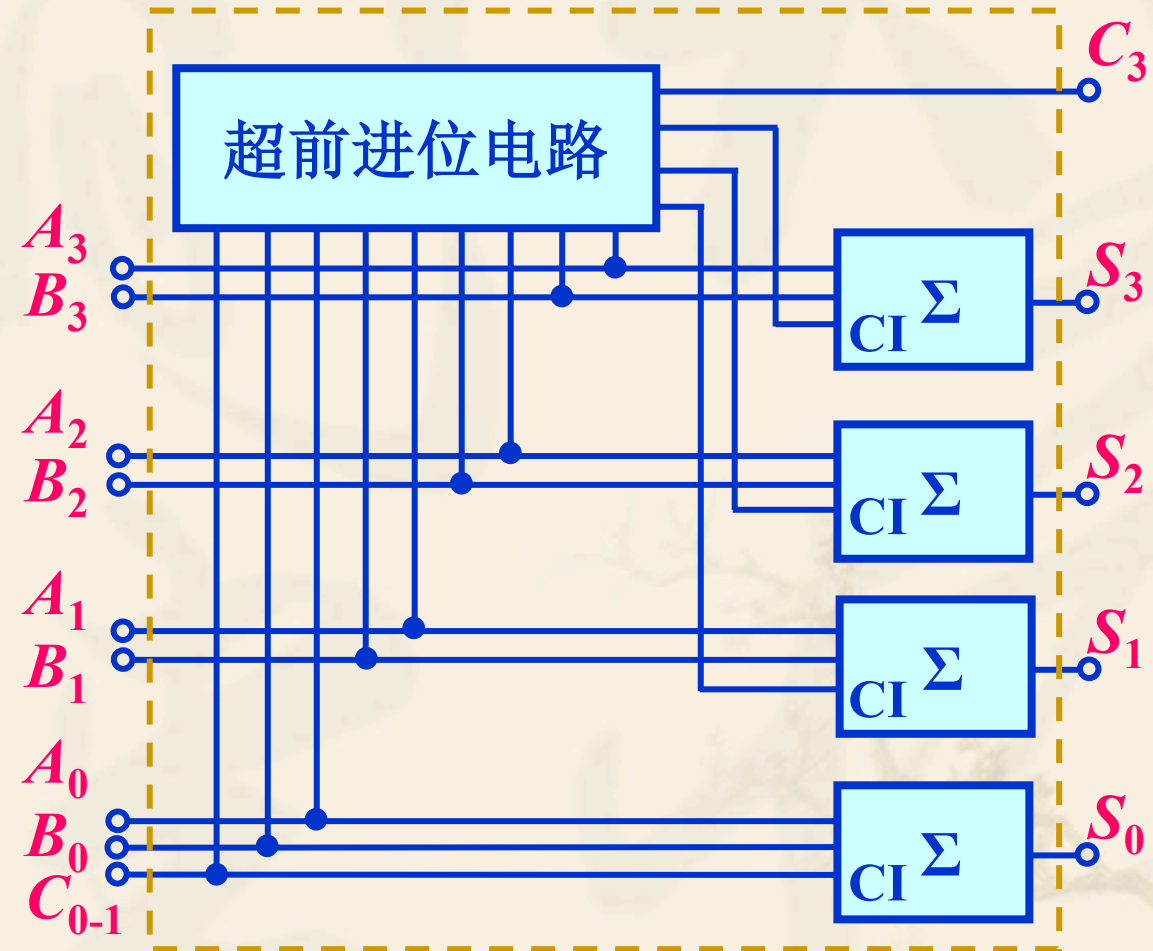 C₃
超前进位电路
A₃
B₃
CI Σ
S₃
A₂
B₂
CI Σ
S₂
A₁
B₁
CI Σ
S₁
A₀
B₀
C₀₋₁
CI Σ
S₀